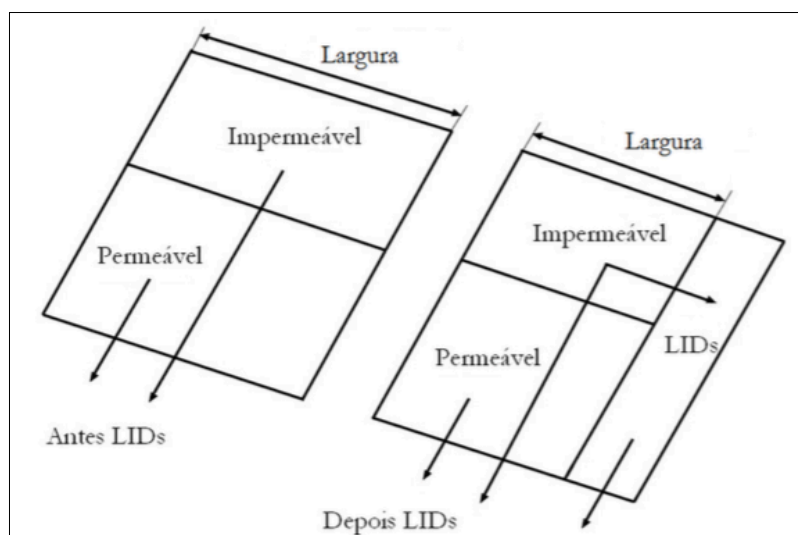 Largura
Impermeável
Permeável
Antes LIDs
Largura
Impermeável
LIDs
Permeável
Depois LIDs